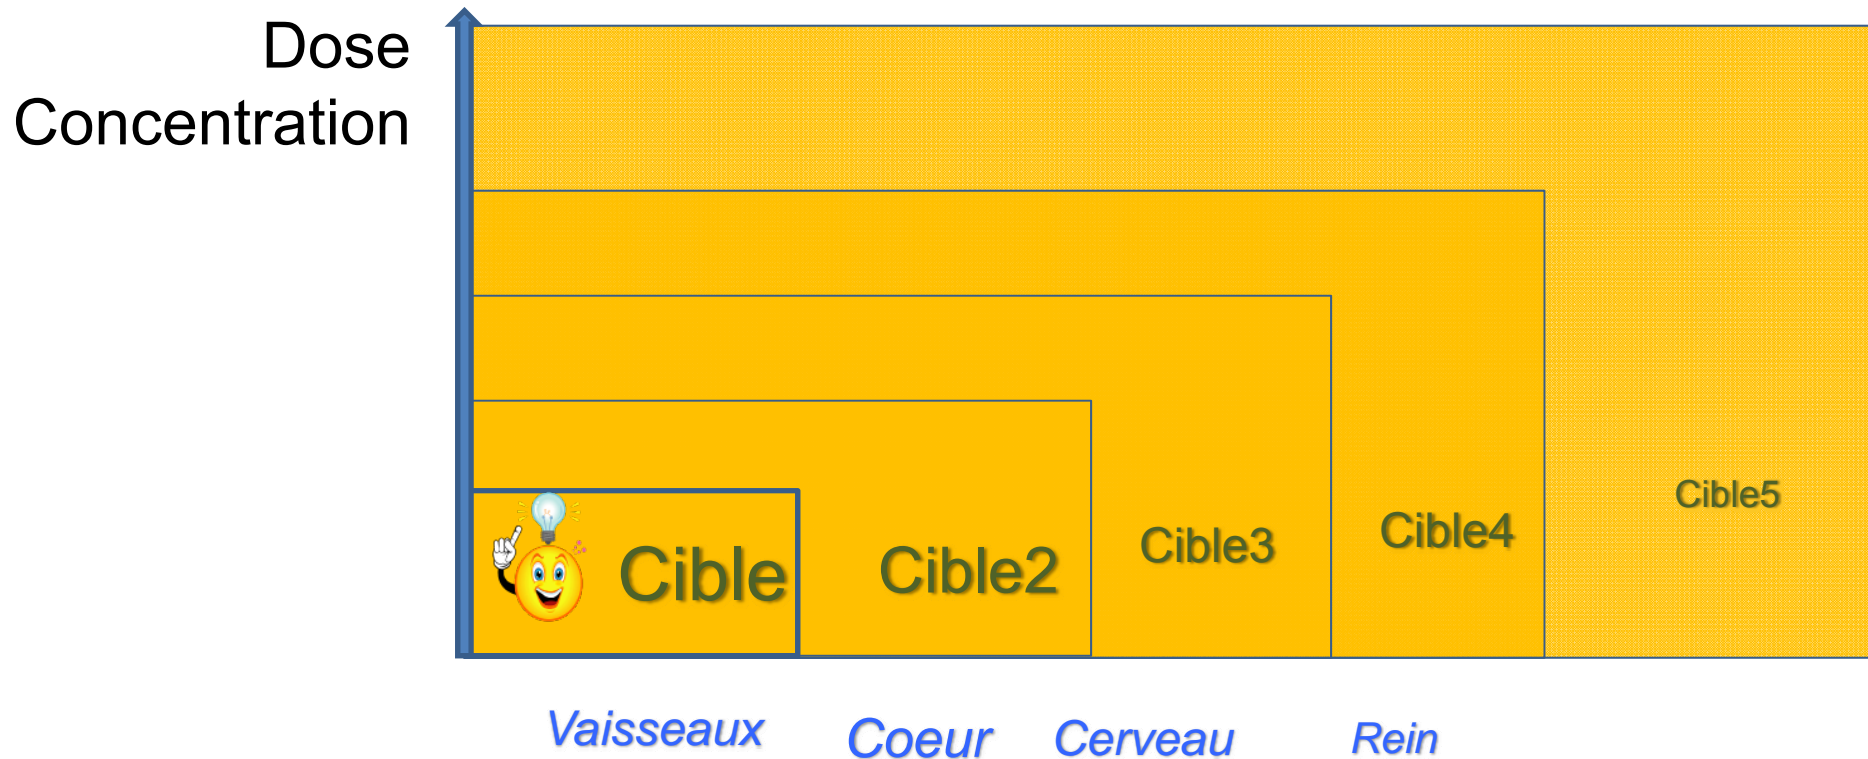 Dose
Concentration
Cible
Cible2
Cible3
Cible4
Cible5
Vaisseaux
Coeur
Cerveau
Rein